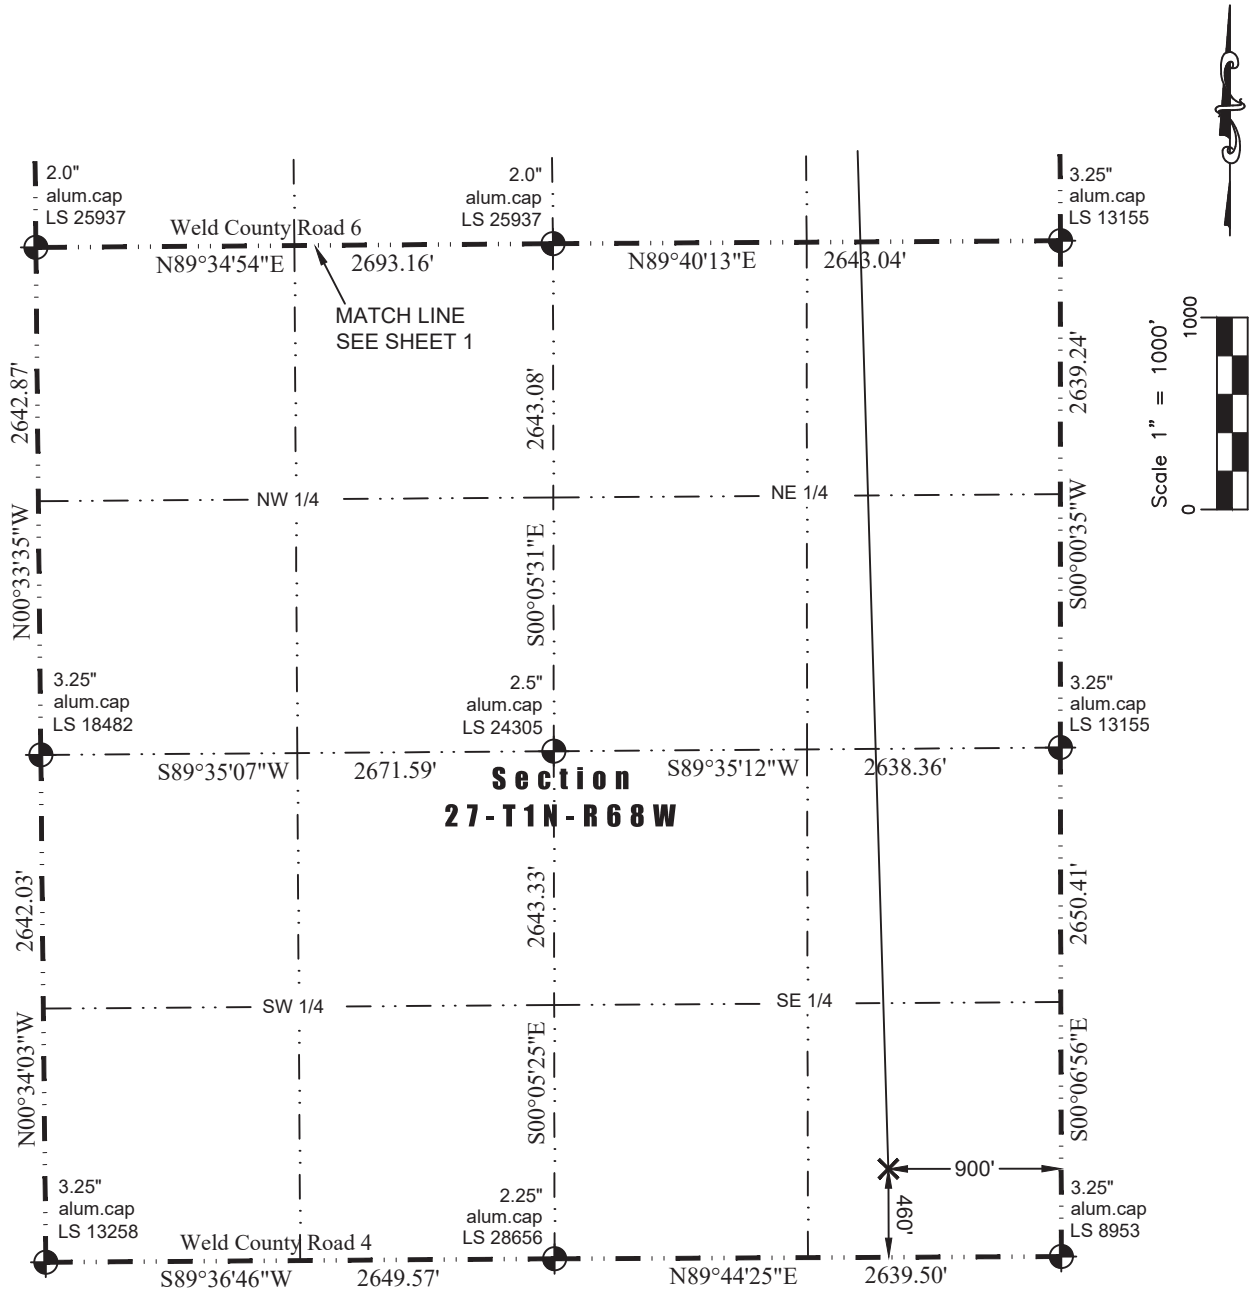 2.0"
alum.cap
LS 25937
2.0"
alum.cap
LS 25937
3.25"
alum.cap
LS 13155
Weld County Road 6
N89°34'54"E
2693.16'
N89°40'13"E
2643.04'
MATCH LINE
SEE SHEET 1
2642.87'
2643.08'
2639.24'
Scale 1" = 1000'
0
1000
NW 1/4
NE 1/4
N00°33'35"W
S00°05'31"E
S00°00'35"W
3.25"
alum.cap
LS 18482
2.5"
alum.cap
LS 24305
3.25"
alum.cap
LS 13155
S89°35'07"W
2671.59'
S89°35'12"W
2638.36'
Section
27-T1N-R68W
2642.03'
2643.33'
2650.41'
SW 1/4
SE 1/4
N00°34'03"W
S00°05'25"E
S00°06'56"E
900'
460'
3.25"
alum.cap
LS 13258
2.25"
alum.cap
LS 28656
3.25"
alum.cap
LS 8953
Weld County Road 4
S89°36'46"W
2649.57'
N89°44'25"E
2639.50'